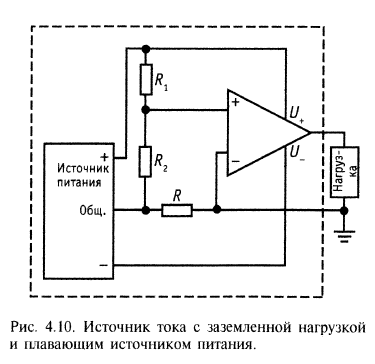 R₁
U₊
+
+
Источник
питания
R₂
−
U₋
Нагруз-
ка
R
Общ.
−
Рис. 4.10. Источник тока с заземленной нагрузкой
и плавающим источником питания.